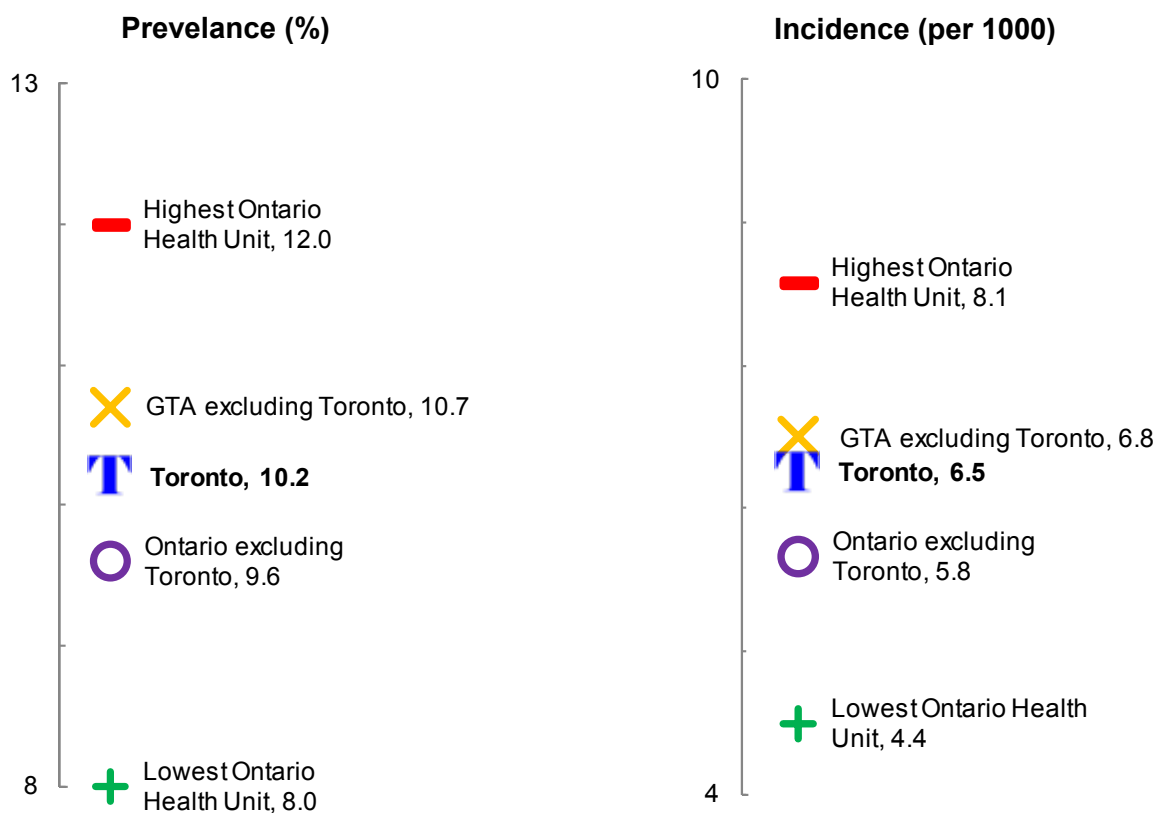 Prevelance (%)
13
Highest Ontario
Health Unit, 12.0
GTA excluding Toronto, 10.7
T
Toronto, 10.2
Ontario excluding
Toronto, 9.6
8
Lowest Ontario
Health Unit, 8.0
Incidence (per 1000)
10
Highest Ontario
Health Unit, 8.1
GTA excluding Toronto, 6.8
T
Toronto, 6.5
Ontario excluding
Toronto, 5.8
Lowest Ontario Health
Unit, 4.4
4